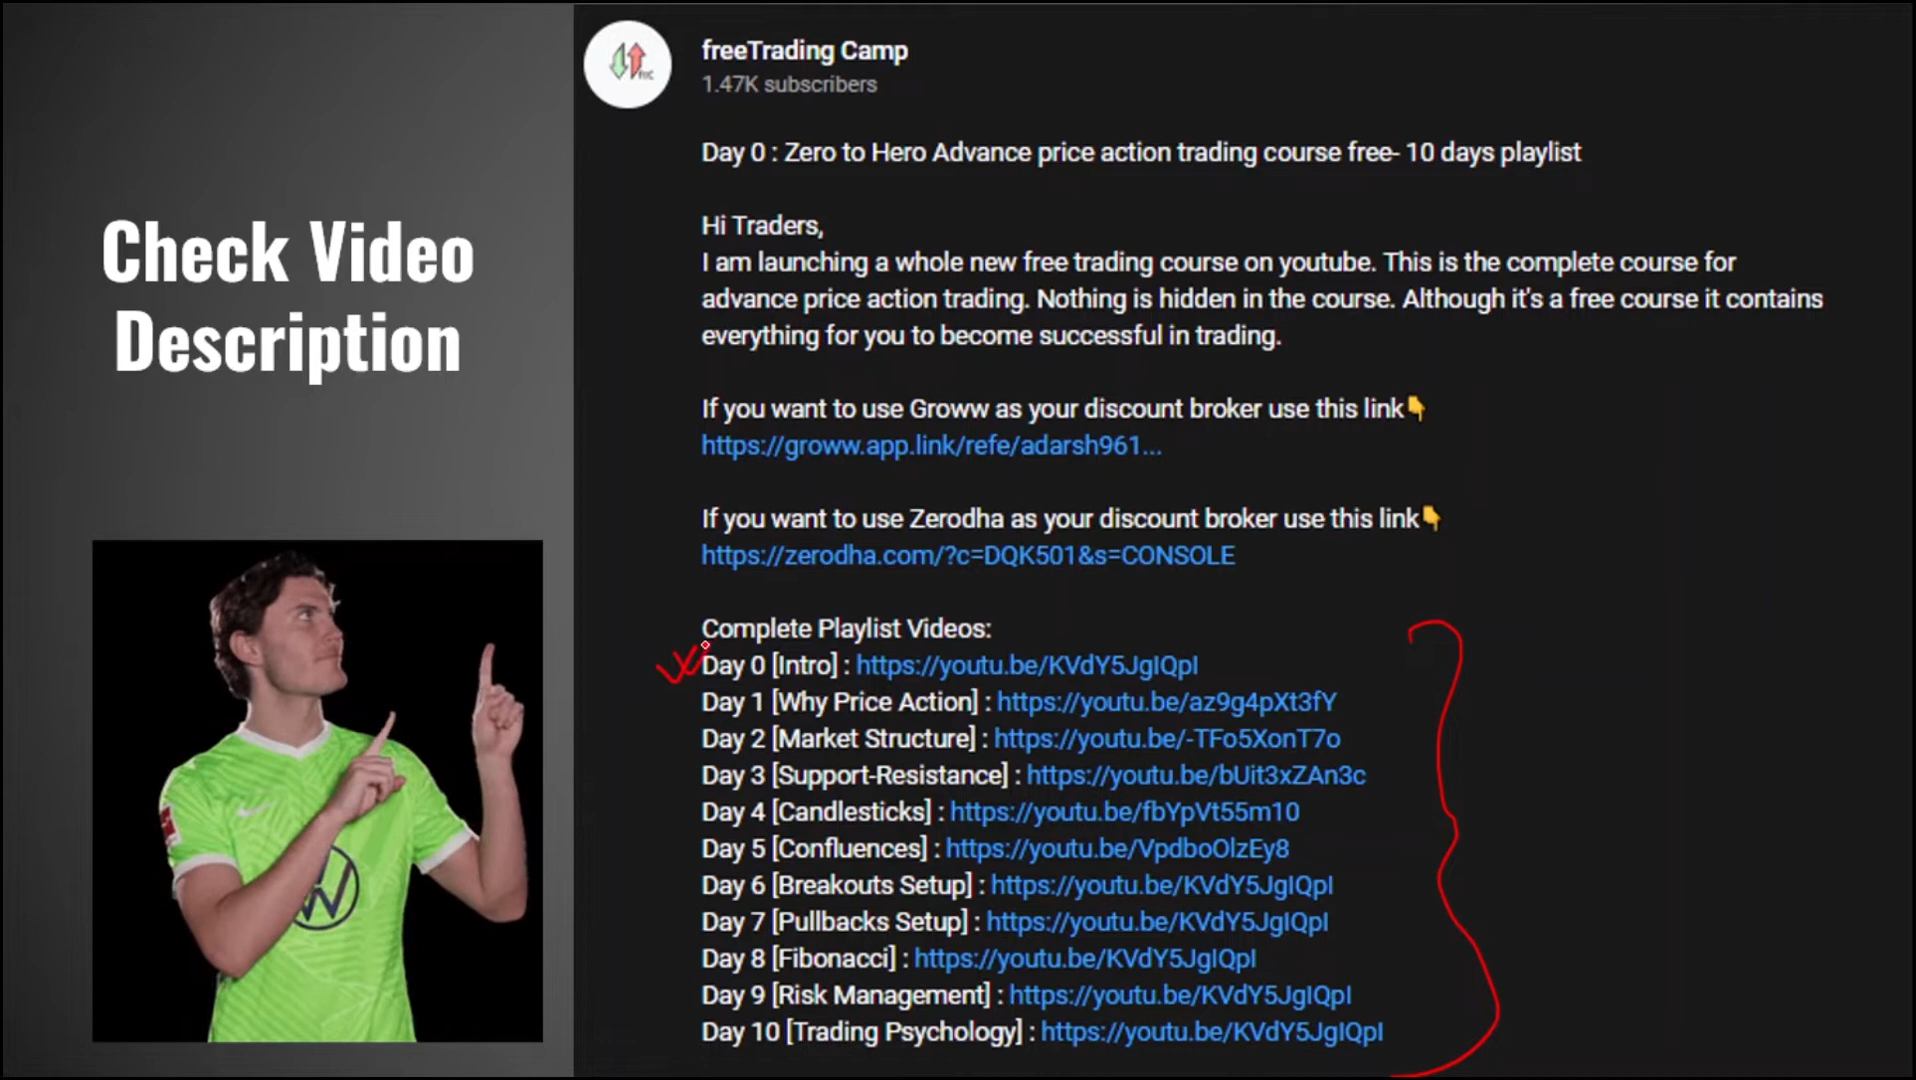 Check Video
Description
freeTrading Camp
1.47K subscribers
Day 0 : Zero to Hero Advance price action trading course free- 10 days playlist
Hi Traders,
I am launching a whole new free trading course on youtube. This is the complete course for
advance price action trading. Nothing is hidden in the course. Although it's a free course it contains
everything for you to become successful in trading.
If you want to use Groww as your discount broker use this link👇
https://groww.app.link/refe/adarsh961...
If you want to use Zerodha as your discount broker use this link👇
https://zerodha.com/?c=DQK501&s=CONSOLE
Complete Playlist Videos:
Day 0 [Intro] : https://youtu.be/KVdY5JgIQpI
Day 1 [Why Price Action] : https://youtu.be/az9g4pXt3fY
Day 2 [Market Structure] : https://youtu.be/-TFo5XonT7o
Day 3 [Support-Resistance] : https://youtu.be/bUit3xZAn3c
Day 4 [Candlesticks] : https://youtu.be/fbYpVt55m10
Day 5 [Confluences] : https://youtu.be/VpdboOlzEy8
Day 6 [Breakouts Setup] : https://youtu.be/KVdY5JgIQpI
Day 7 [Pullbacks Setup] : https://youtu.be/KVdY5JgIQpI
Day 8 [Fibonacci] : https://youtu.be/KVdY5JgIQpI
Day 9 [Risk Management] : https://youtu.be/KVdY5JgIQpI
Day 10 [Trading Psychology] : https://youtu.be/KVdY5JgIQpI